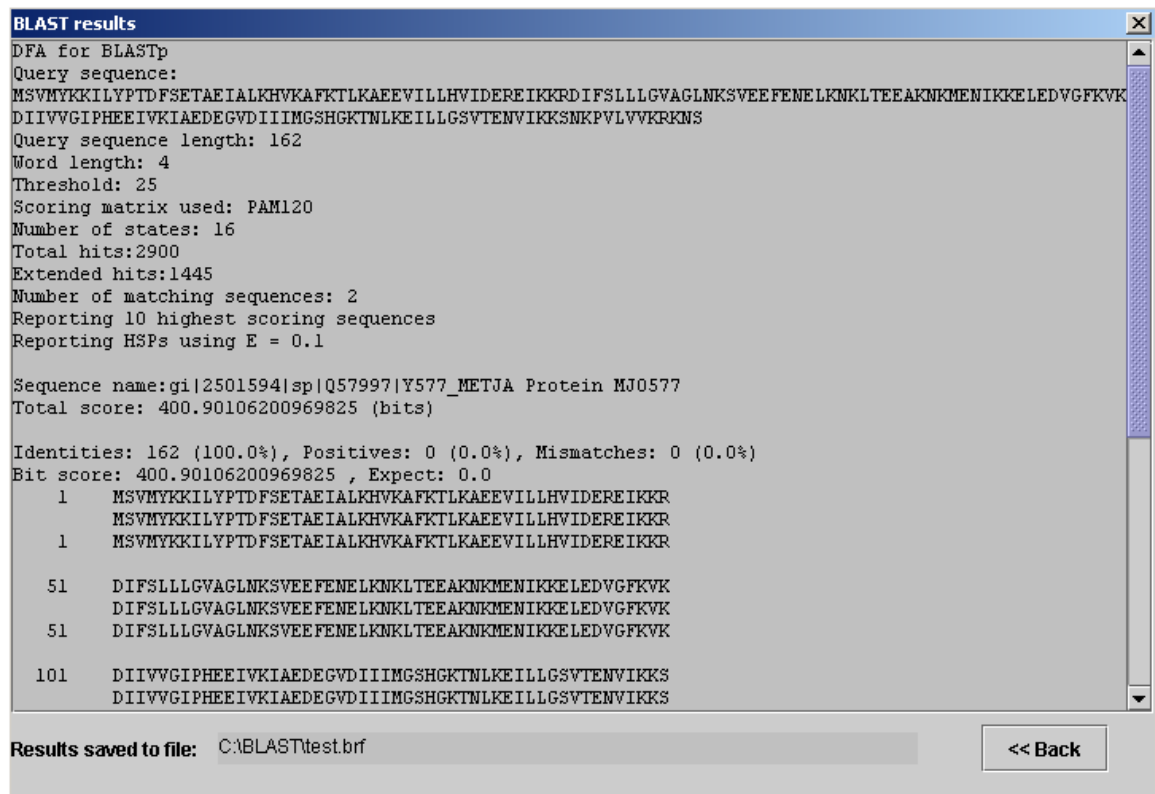 BLAST results
DFA for BLASTp
Query sequence:
MSVMYKKILYPTDFSETAEIALKHVKAFKTLKAEEVILLHVIDEREIKKRDIFSLLLGVAGLNKSVEEFENELKNKLTEEAKNKMENIKKELEDVGFKVK
DIIVVGIPHEEIVKIAEDEGVDIIIMGSHGKTNLKEILLGSVTENVIKKSNKPVLVVKRKNS
Query sequence length: 162
Word length: 4
Threshold: 25
Scoring matrix used: PAM120
Number of states: 16
Total hits:2900
Extended hits:1445
Number of matching sequences: 2
Reporting 10 highest scoring sequences
Reporting HSPs using E = 0.1
Sequence name:gi|2501594|sp|Q57997|Y577_METJA Protein MJ0577
Total score: 400.90106200969825 (bits)
Identities: 162 (100.0%), Positives: 0 (0.0%), Mismatches: 0 (0.0%)
Bit score: 400.90106200969825 , Expect: 0.0
1 MSVMYKKILYPTDFSETAEIALKHVKAFKTLKAEEVILLHVIDEREIKKR
MSVMYKKILYPTDFSETAEIALKHVKAFKTLKAEEVILLHVIDEREIKKR
1 MSVMYKKILYPTDFSETAEIALKHVKAFKTLKAEEVILLHVIDEREIKKR
51 DIFSLLLGVAGLNKSVEEFENELKNKLTEEAKNKMENIKKELEDVGFKVK
DIFSLLLGVAGLNKSVEEFENELKNKLTEEAKNKMENIKKELEDVGFKVK
51 DIFSLLLGVAGLNKSVEEFENELKNKLTEEAKNKMENIKKELEDVGFKVK
101 DIIVVGIPHEEIVKIAEDEGVDIIIMGSHGKTNLKEILLGSVTENVIKKS
DIIVVGIPHEEIVKIAEDEGVDIIIMGSHGKTNLKEILLGSVTENVIKKS
Results saved to file: C:\BLAST\test.brf
<< Back